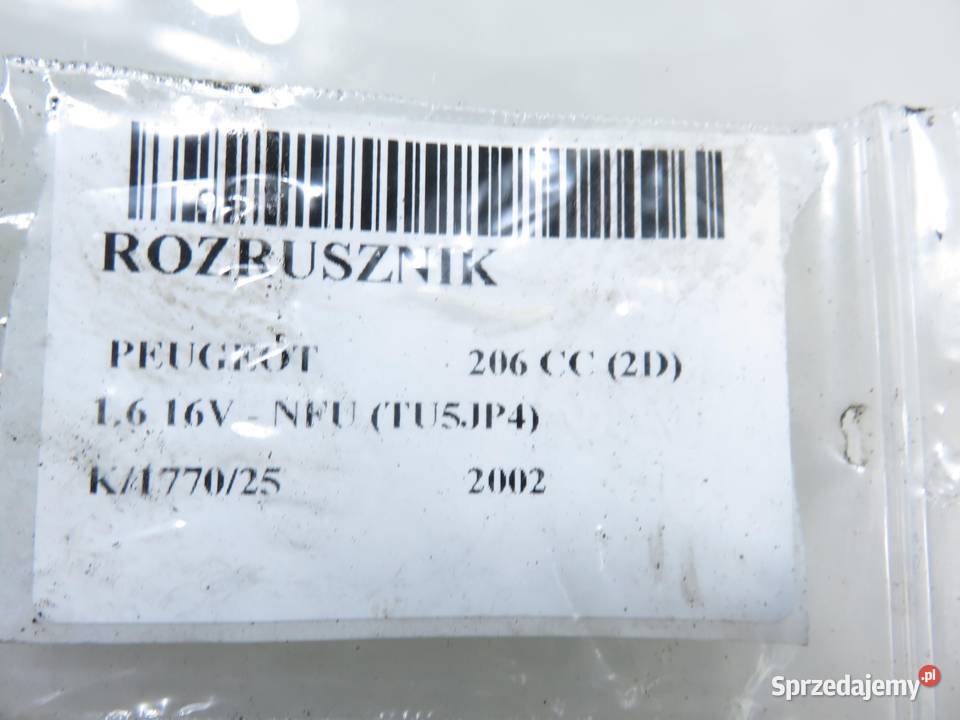 ROZRUSZNIK
PEUGEOT 206 CC (2D)
1.6 16V - NFU (TU5JP4)
K/1770/25 2002
Sprzedajemy.pl